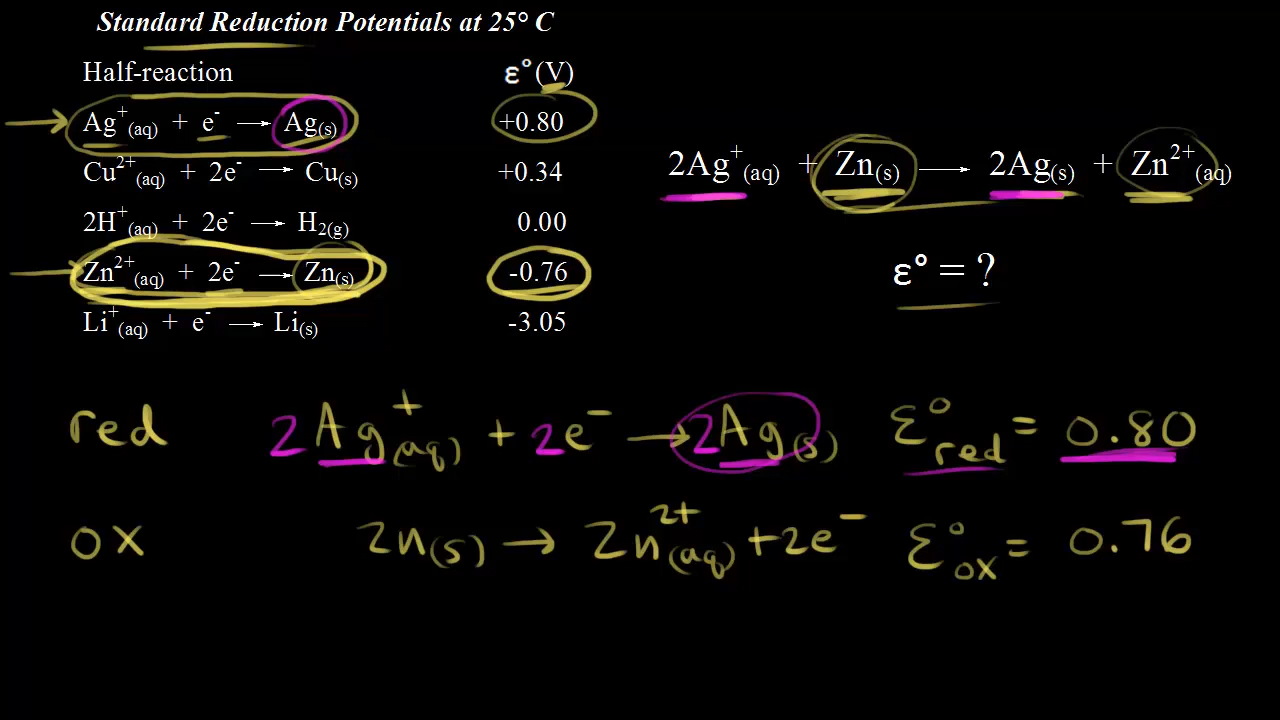 Standard Reduction Potentials at 25° C
Half-reaction ε° (V)
Ag⁺(aq) + e⁻ → Ag(s) +0.80
Cu²⁺(aq) + 2e⁻ → Cu(s) +0.34
2H⁺(aq) + 2e⁻ → H₂(g) 0.00
Zn²⁺(aq) + 2e⁻ → Zn(s) -0.76
Li⁺(aq) + e⁻ → Li(s) -3.05
2Ag⁺(aq) + Zn(s) → 2Ag(s) + Zn²⁺(aq)
ε° = ?
red 2Ag⁺(aq) + 2e⁻ → 2Ag(s) ε°red = 0.80
ox Zn(s) → Zn²⁺(aq) + 2e⁻ ε°ox = 0.76